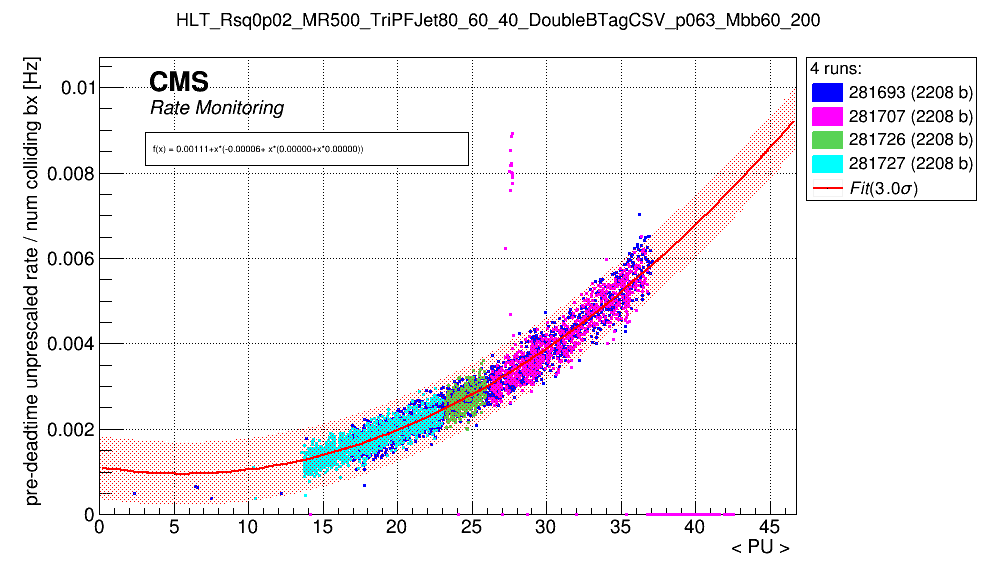 HLT_Rsq0p02_MR500_TriPFJet80_60_40_DoubleBTagCSV_p063_Mbb60_200
pre-deadtime unprescaled rate / num colliding bx [Hz]
CMS
Rate Monitoring
f(x) = 0.00111+x*(-0.00006+ x*(0.00000+x*0.00000))
0.01
0.008
0.006
0.004
0.002
0
0 5 10 15 20 25 30 35 40 45
< PU >
4 runs:
281693 (2208 b)
281707 (2208 b)
281726 (2208 b)
281727 (2208 b)
Fit(3.0σ)